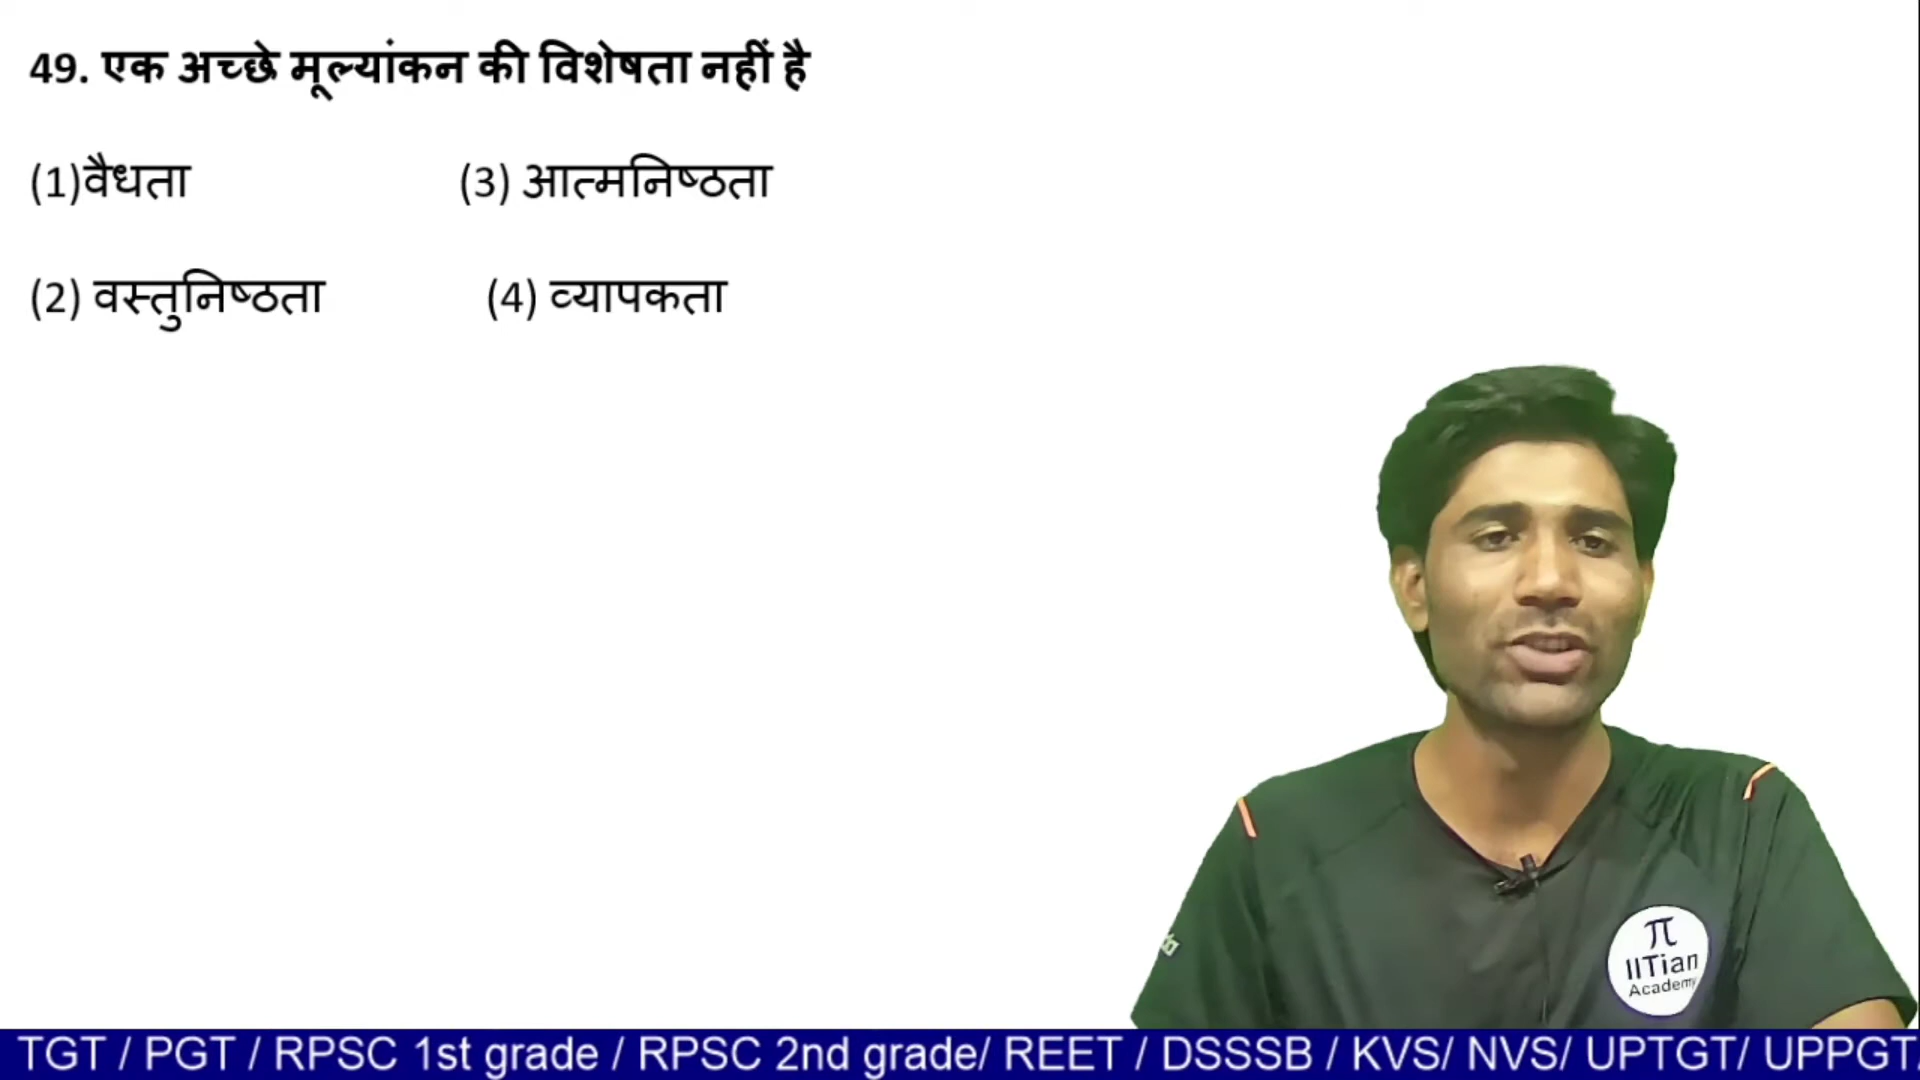 49. एक अच्छे मूल्यांकन की विशेषता नहीं है
(1)वैधता (3) आत्मनिष्ठता
(2) वस्तुनिष्ठता (4) व्यापकता
π
IITian
Academy
TGT / PGT / RPSC 1st grade / RPSC 2nd grade/ REET / DSSSB / KVS/ NVS/ UPTGT/ UPPGT/